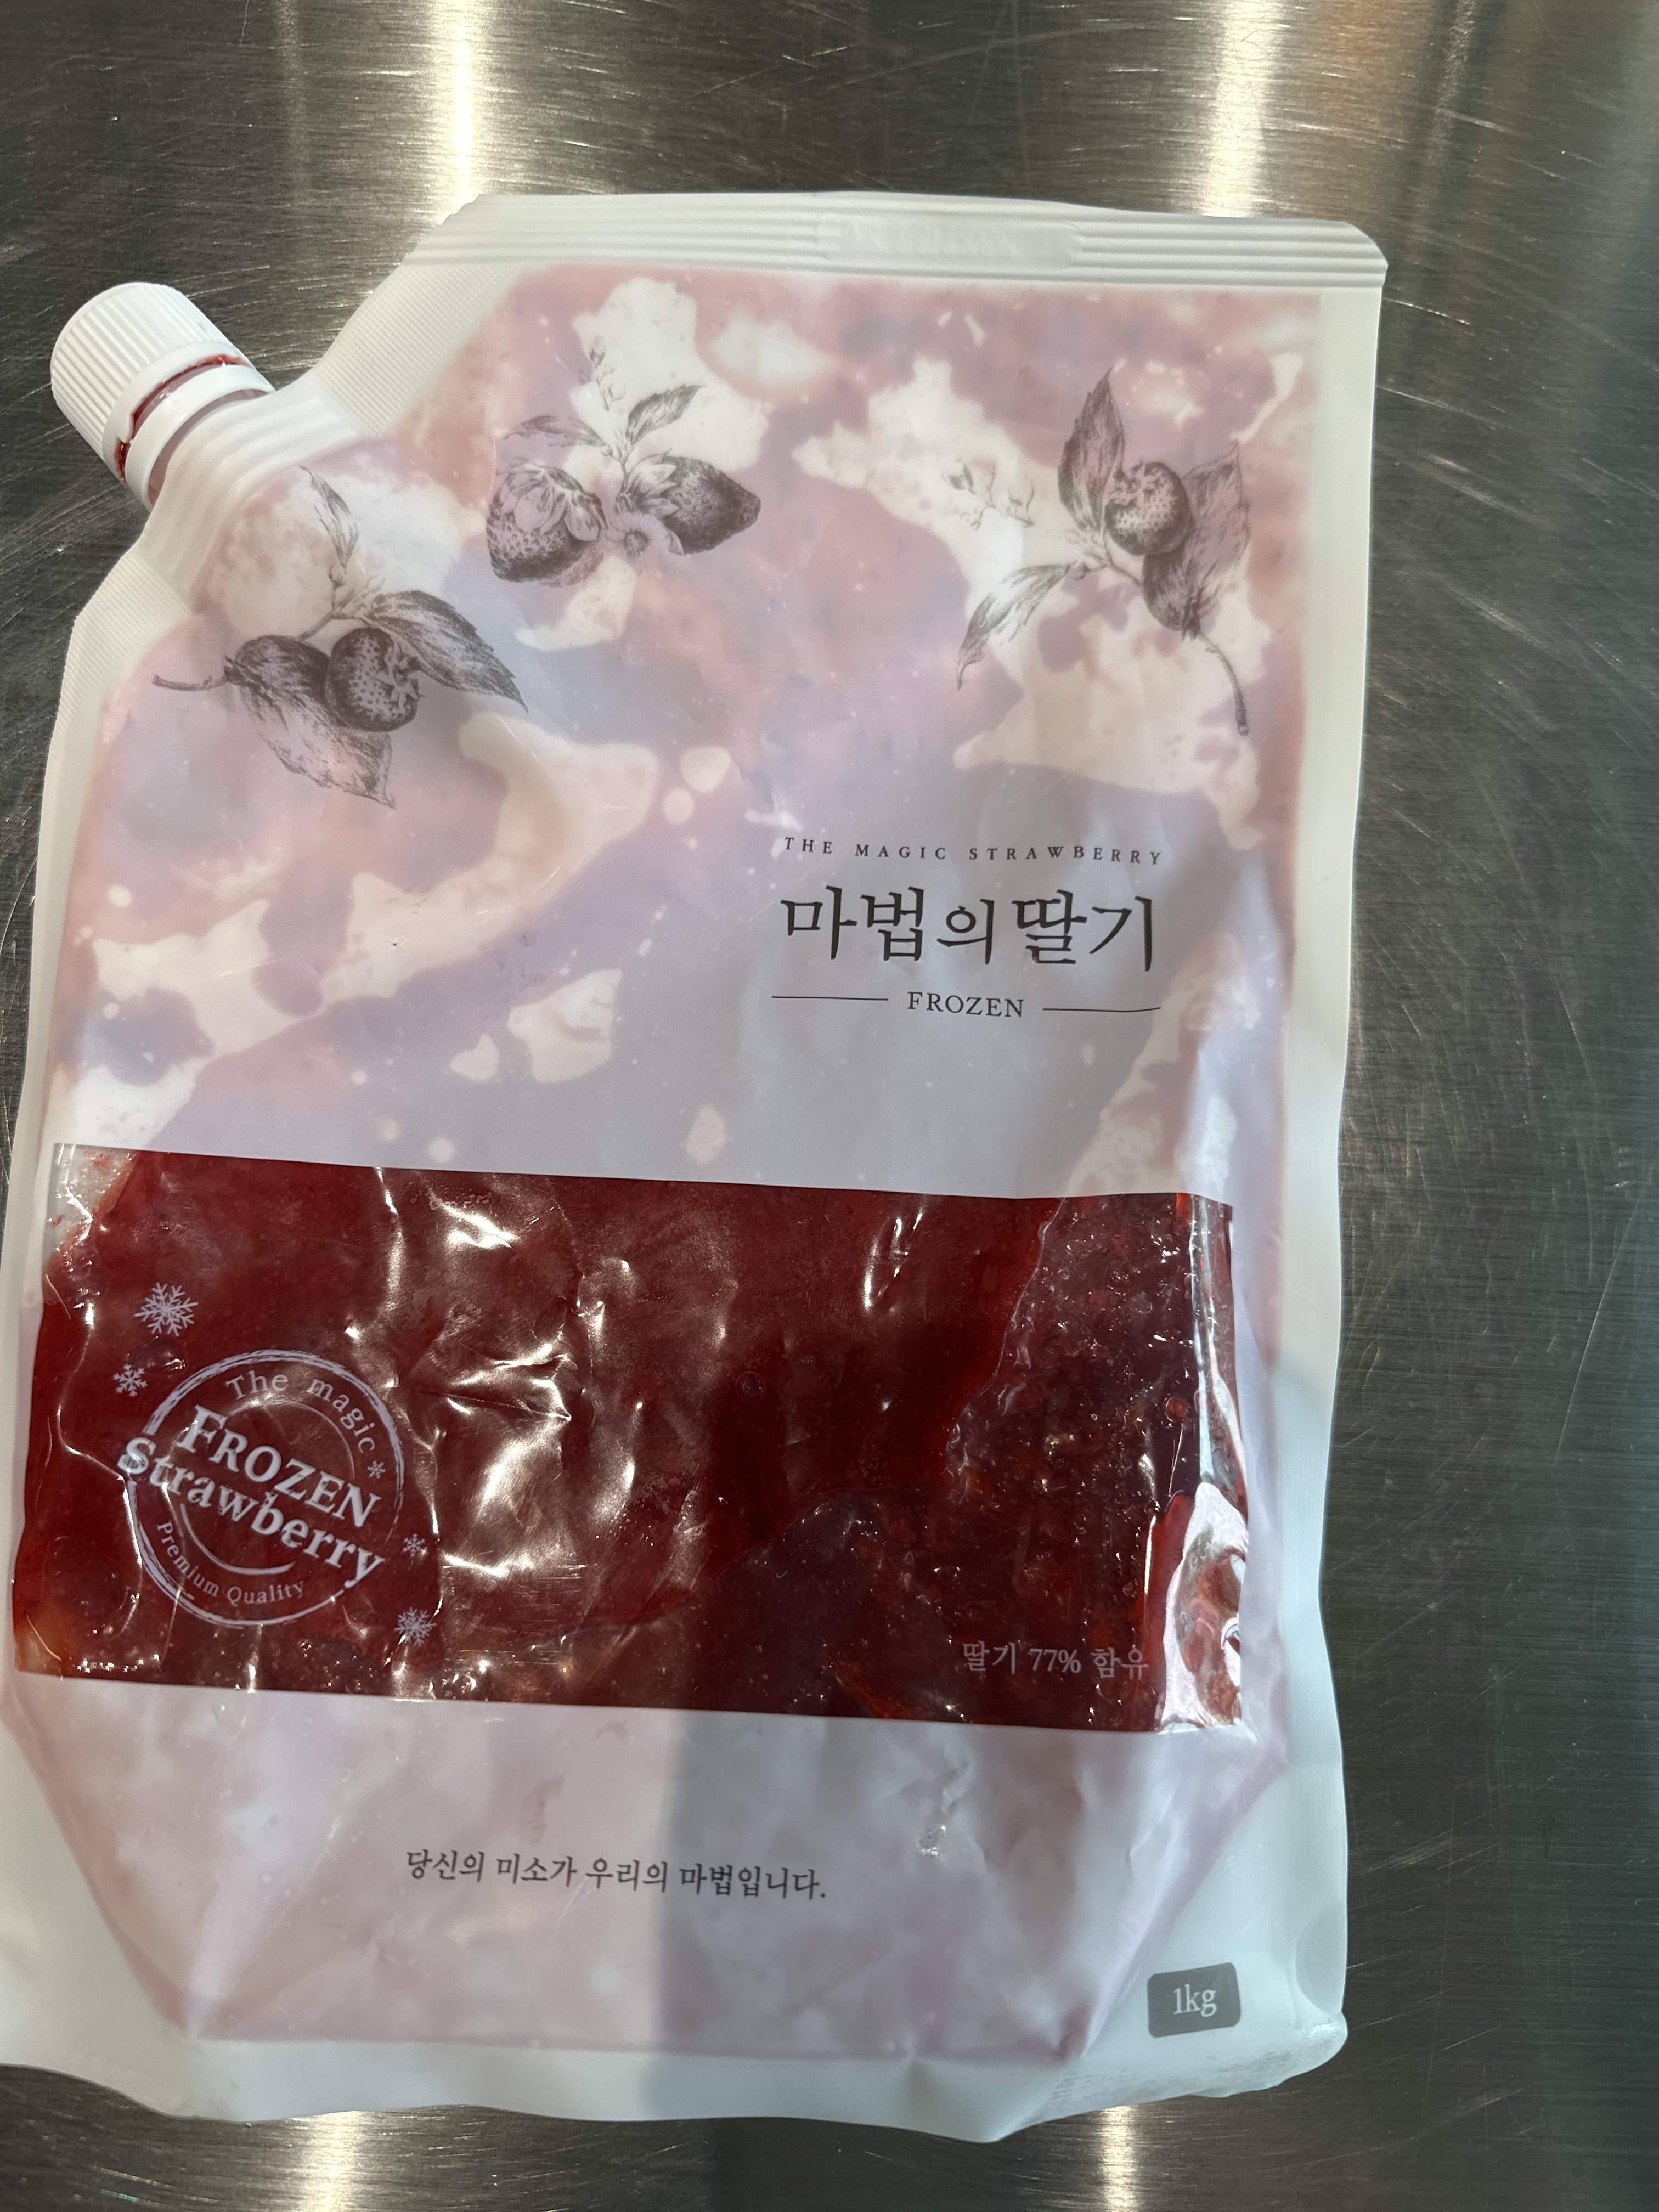 THE MAGIC STRAWBERRY
마법의딸기
FROZEN
The magic
FROZEN
Strawberry
Premium Quality
딸기 77% 함유
당신의 미소가 우리의 마법입니다.
1kg